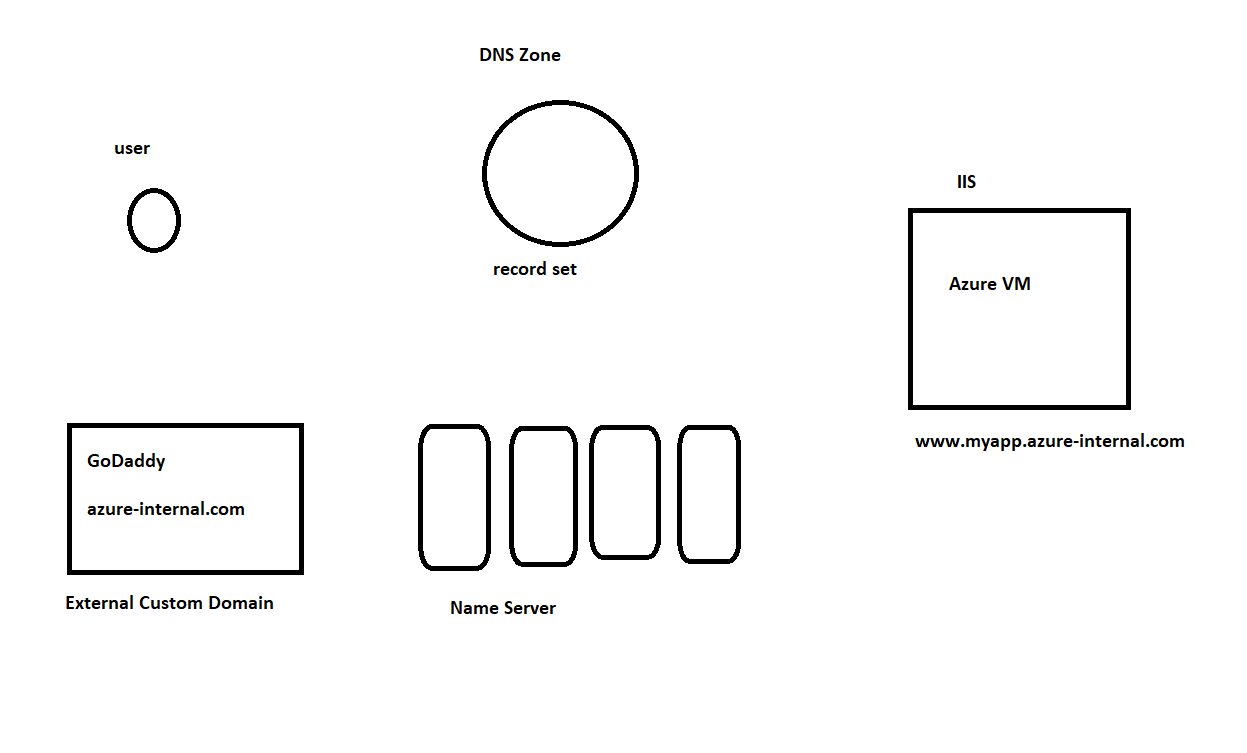 DNS Zone
user
IIS
record set
Azure VM
www.myapp.azure-internal.com
GoDaddy
azure-internal.com
External Custom Domain
Name Server